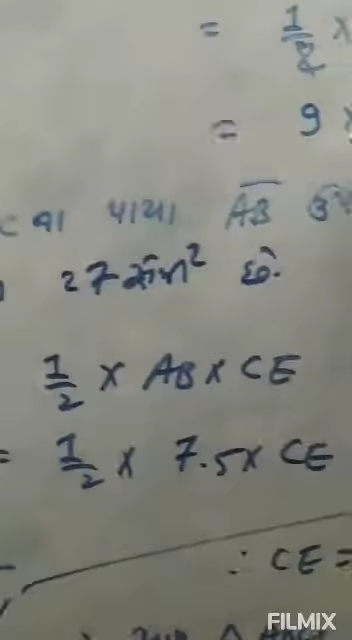 = 1/2 ×
= 9
પાયા AB
27 સેમી² છે.
1/2 × AB × CE
= 1/2 × 7.5 × CE
∴ CE =
FILMIX